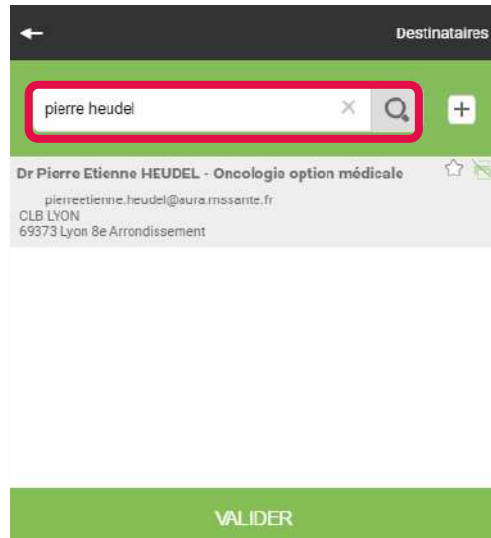 Destinataires
pierre heudel
Dr Pierre Etienne HEUDEL - Oncologie option médicale
pierreetienne.heudel@aura.mssante.fr
CLB LYON
69373 Lyon 8e Arrondissement
VALIDER